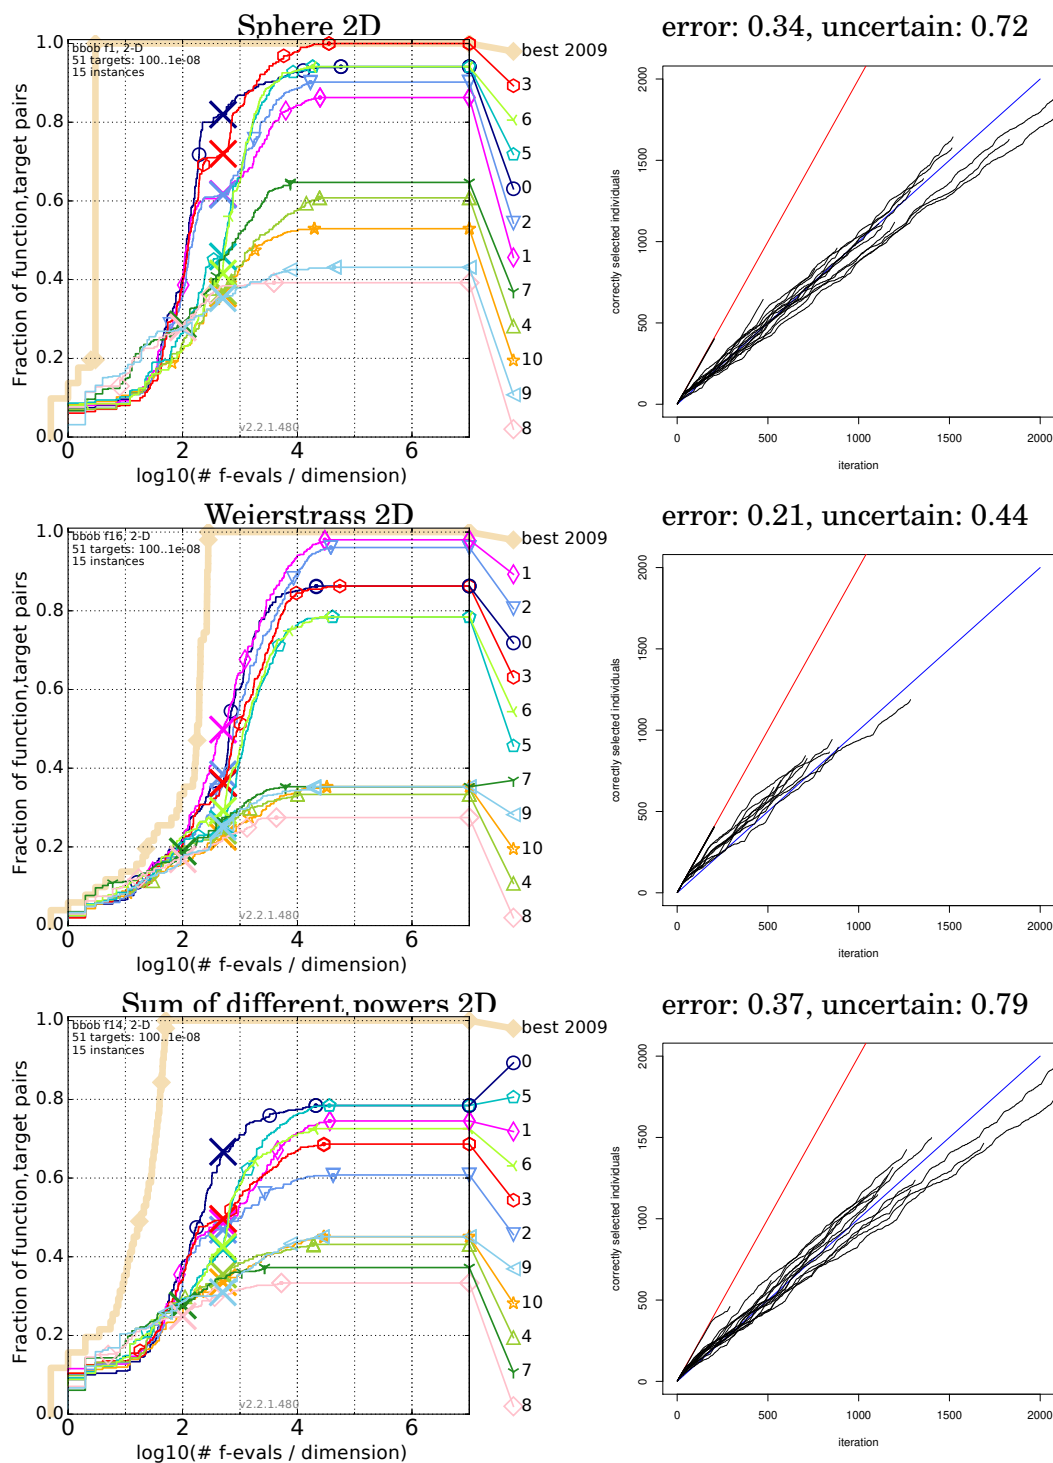 Sphere 2D
error: 0.34, uncertain: 0.72
bbob f1, 2-D
51 targets: 100..1e-08
15 instances
1.0
0.8
0.6
0.4
0.2
0.0
Fraction of function,target pairs
0 2 4 6
log10(# f-evals / dimension)
v2.2.1.480
best 2009
3
6
5
0
2
1
7
4
10
9
8
2000
1500
1000
500
0
correctly selected individuals
0 500 1000 1500 2000
iteration
Weierstrass 2D
error: 0.21, uncertain: 0.44
bbob f16, 2-D
51 targets: 100..1e-08
15 instances
1.0
0.8
0.6
0.4
0.2
0.0
Fraction of function,target pairs
0 2 4 6
log10(# f-evals / dimension)
v2.2.1.480
best 2009
1
2
0
3
6
5
7
9
10
4
8
2000
1500
1000
500
0
correctly selected individuals
0 500 1000 1500 2000
iteration
Sum of different powers 2D
error: 0.37, uncertain: 0.79
bbob f14, 2-D
51 targets: 100..1e-08
15 instances
1.0
0.8
0.6
0.4
0.2
0.0
Fraction of function,target pairs
0 2 4 6
log10(# f-evals / dimension)
v2.2.1.480
best 2009
0
5
1
6
3
2
9
10
4
7
8
2000
1500
1000
500
0
correctly selected individuals
0 500 1000 1500 2000
iteration